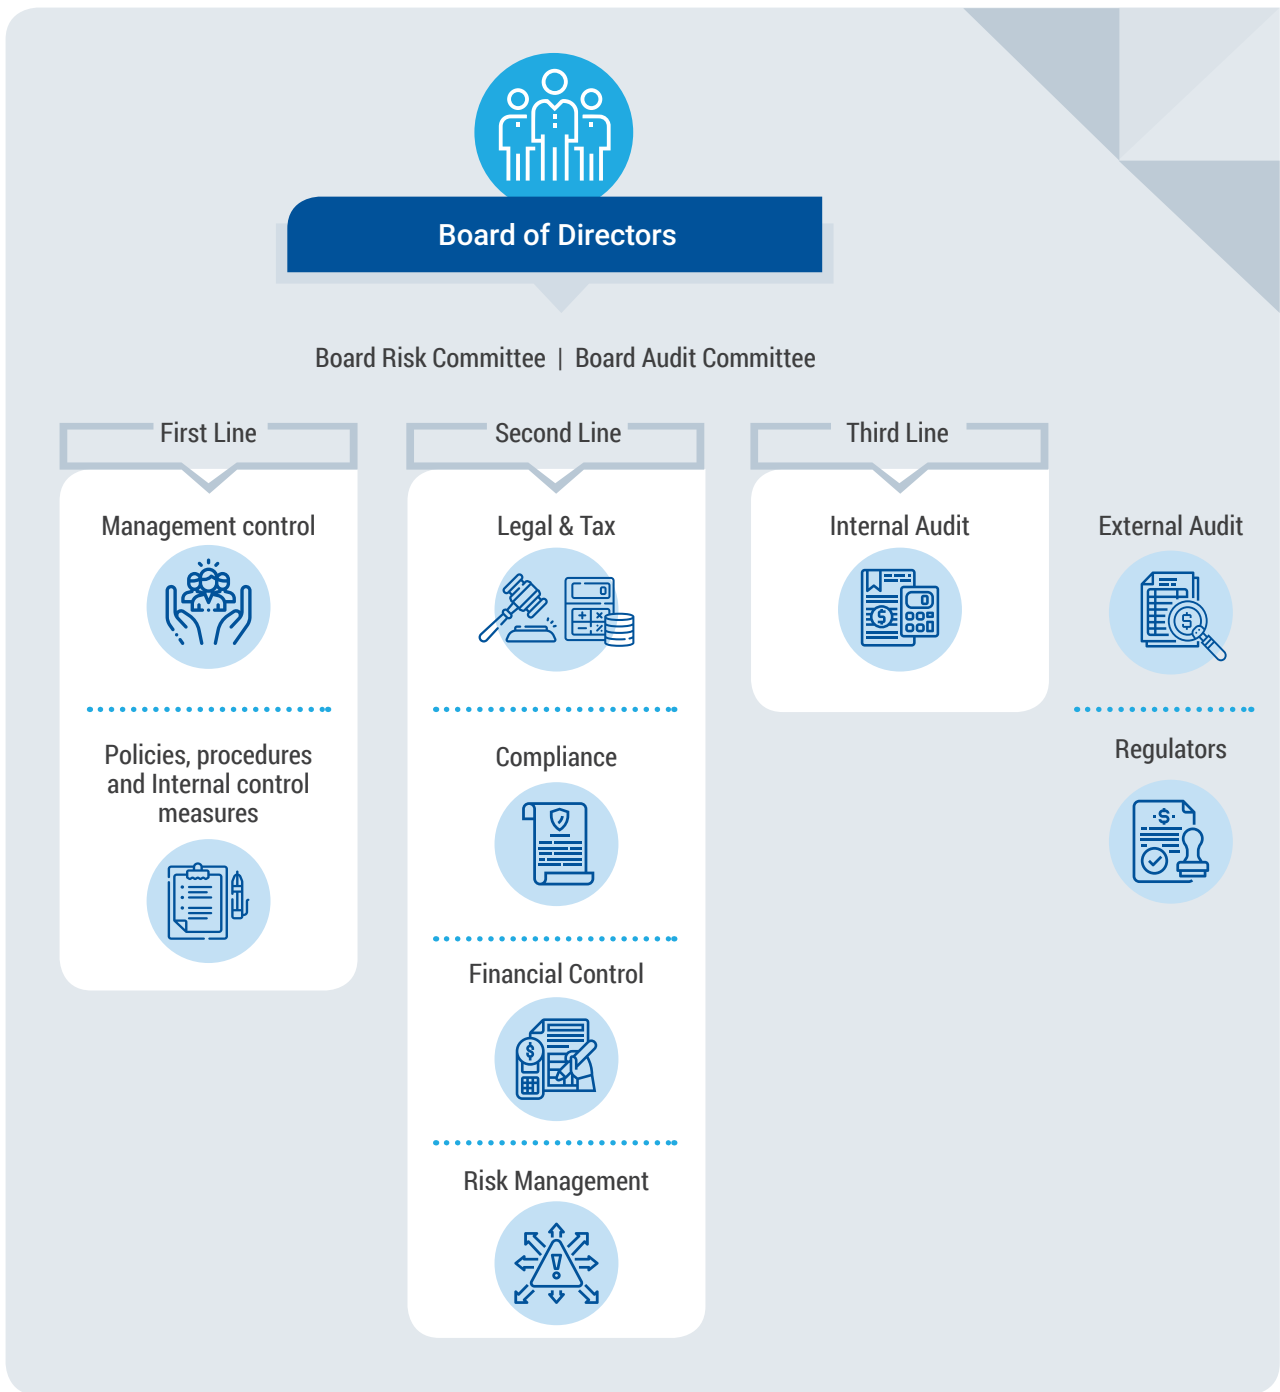 Board of Directors
Board Risk Committee | Board Audit Committee
First Line
Management control
Policies, procedures
and Internal control
measures
Second Line
Legal & Tax
Compliance
Financial Control
Risk Management
Third Line
Internal Audit
External Audit
Regulators